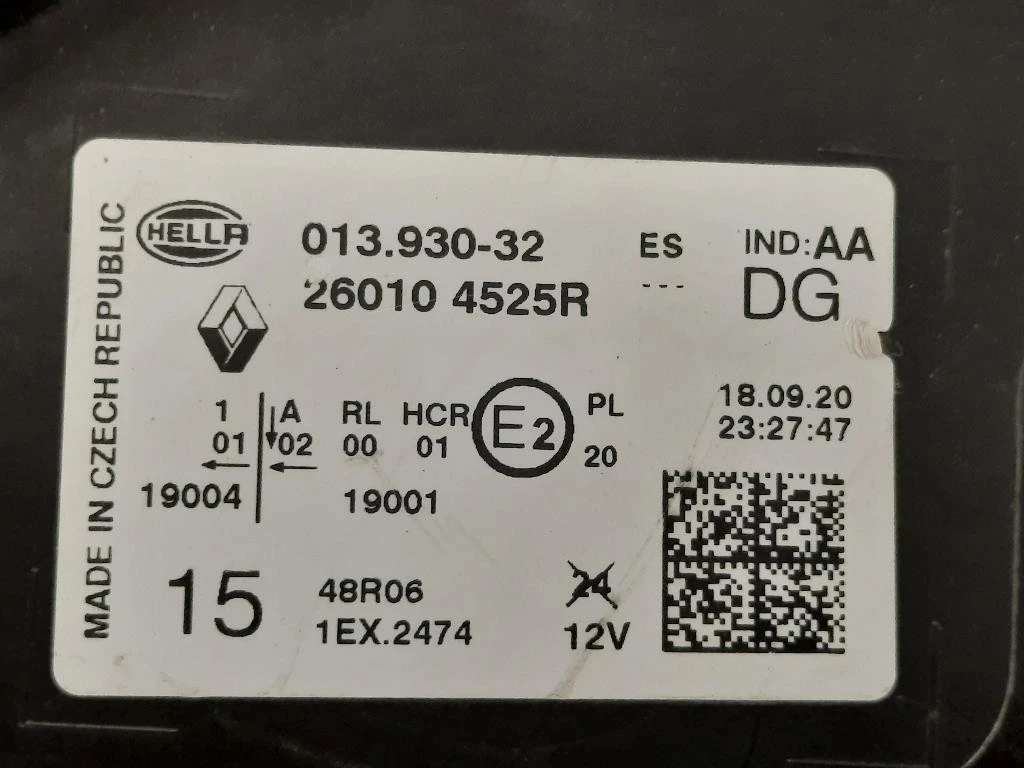 MADE IN CZECH REPUBLIC
HELLA
013.930-32 ES IND:AA
26010 4525R --- DG
1 A RL HCR E2 PL
01 02 00 01 20
19004 19001
18.09.20
23:27:47
15 48R06 24
1EX.2474 12V